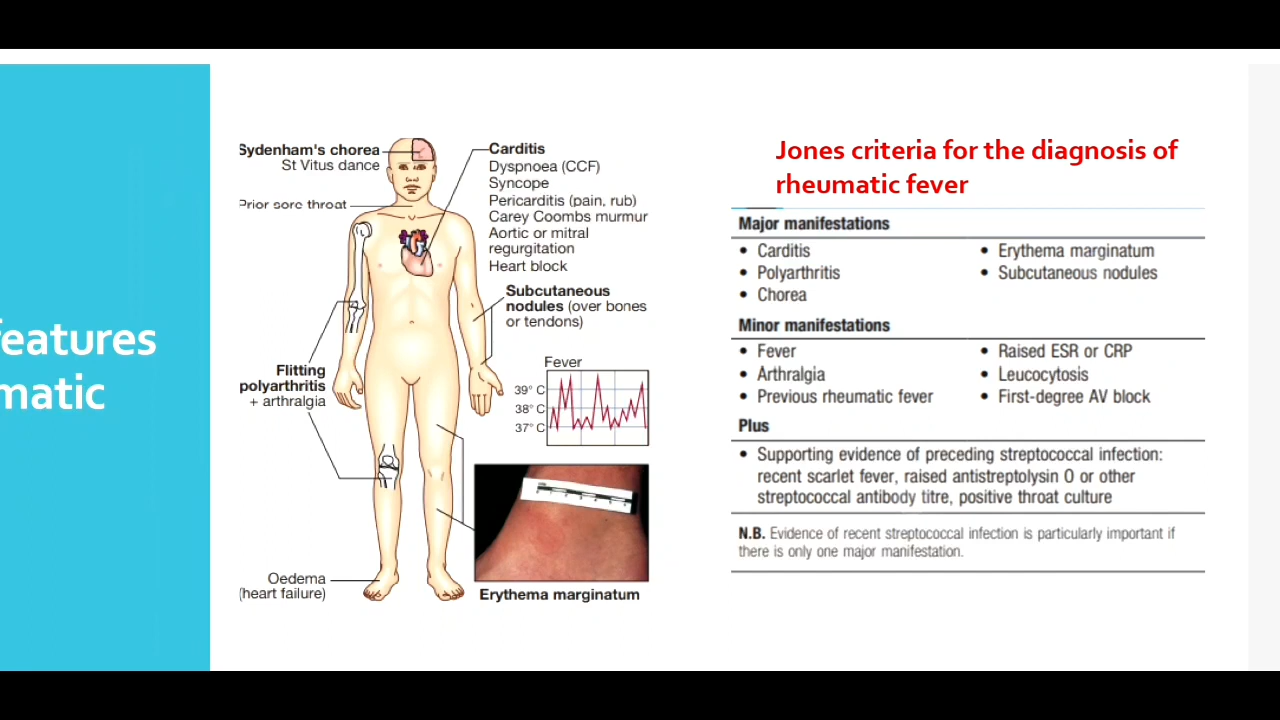 features
matic
Sydenham's chorea
St Vitus dance
Prior sore throat
Flitting
polyarthritis
+ arthralgia
Oedema
(heart failure)
Carditis
Dyspnoea (CCF)
Syncope
Pericarditis (pain, rub)
Carey Coombs murmur
Aortic or mitral
regurgitation
Heart block
Subcutaneous
nodules (over bones
or tendons)
Fever
39° C
38° C
37° C
Erythema marginatum
Jones criteria for the diagnosis of
rheumatic fever
Major manifestations
• Carditis
• Polyarthritis
• Chorea
• Erythema marginatum
• Subcutaneous nodules
Minor manifestations
• Fever
• Arthralgia
• Previous rheumatic fever
• Raised ESR or CRP
• Leucocytosis
• First-degree AV block
Plus
• Supporting evidence of preceding streptococcal infection:
recent scarlet fever, raised antistreptolysin O or other
streptococcal antibody titre, positive throat culture
N.B. Evidence of recent streptococcal infection is particularly important if
there is only one major manifestation.